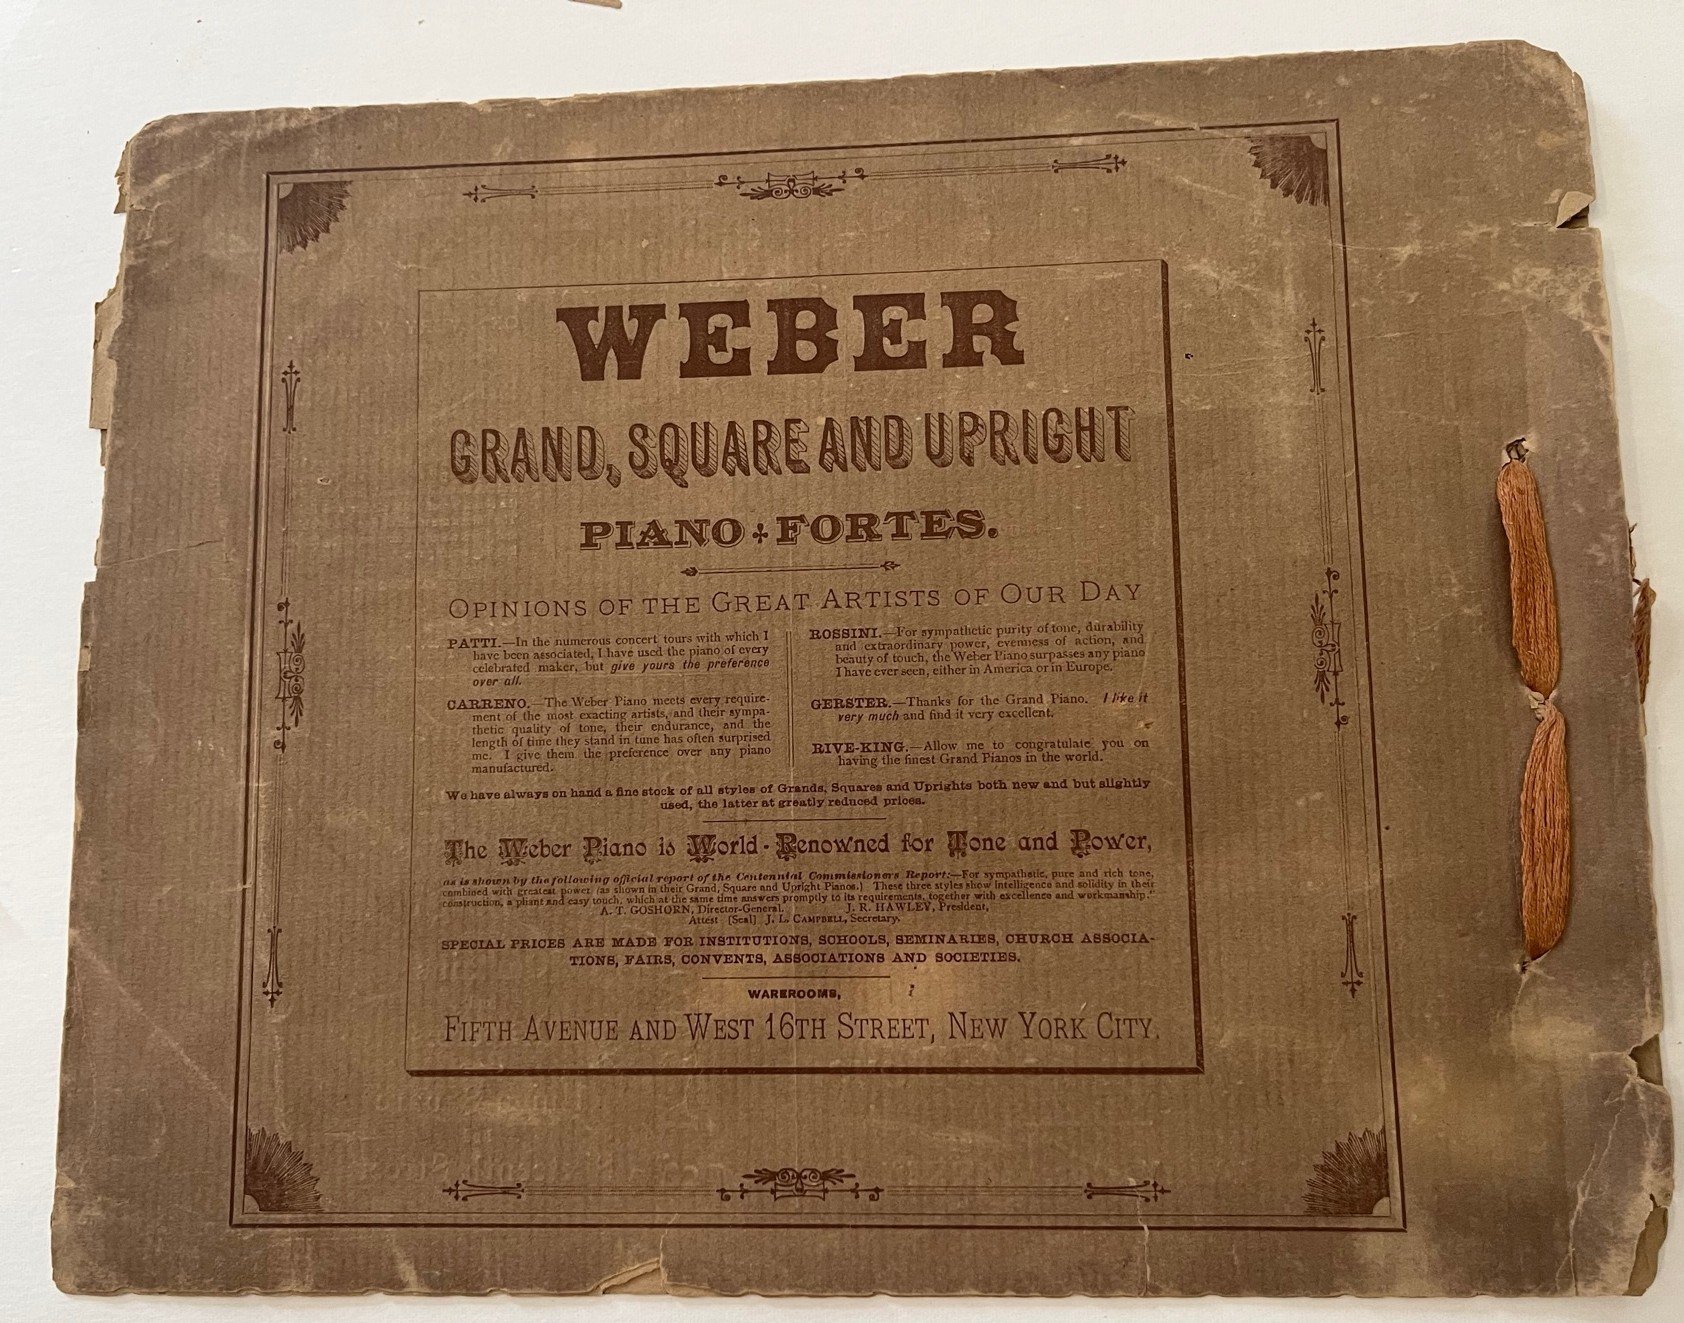 WEBER
GRAND, SQUARE AND UPRIGHT
PIANO FORTES.
OPINIONS OF THE GREAT ARTISTS OF OUR DAY
PATTI.—In the numerous concert tours with which I
have been associated, I have used the piano of every
celebrated maker, but give yours the preference
over all.
CARRENO.—The Weber Piano meets every require-
ment of the most exacting artists, and their sympa-
thetic quality of tone, their endurance, and the
length of time they stand in tune has often surprised
me. I give them the preference over any piano
manufactured.
ROSSINI.—For sympathetic purity of tone, durability
and extraordinary power, evenness of action, and
beauty of touch, the Weber Piano surpasses any piano
I have ever seen, either in America or in Europe.
GERSTER.—Thanks for the Grand Piano. I like it
very much and find it very excellent.
RIVE-KING.—Allow me to congratulate you on
having the finest Grand Pianos in the world.
We have always on hand a fine stock of all styles of Grands, Squares and Uprights both new and but slightly
used, the latter at greatly reduced prices.
The Weber Piano is World-Renowned for Tone and Power,
as is shown by the following official report of the Centennial Commissioners Report:—For sympathetic, pure and rich tone,
combined with greatest power (as shown in their Grand, Square and Upright Pianos.) These three styles show intelligence and solidity in their
construction, a pliant and easy touch, which at the same time answers promptly to its requirements, together with excellence and workmanship."
A. T. GOSHORN, Director-General. J. R. HAWLEY, President,
Attest [Seal] J. L. CAMPBELL, Secretary.
SPECIAL PRICES ARE MADE FOR INSTITUTIONS, SCHOOLS, SEMINARIES, CHURCH ASSOCIA-
TIONS, FAIRS, CONVENTS, ASSOCIATIONS AND SOCIETIES.
WAREROOMS,
FIFTH AVENUE AND WEST 16TH STREET, NEW YORK CITY.